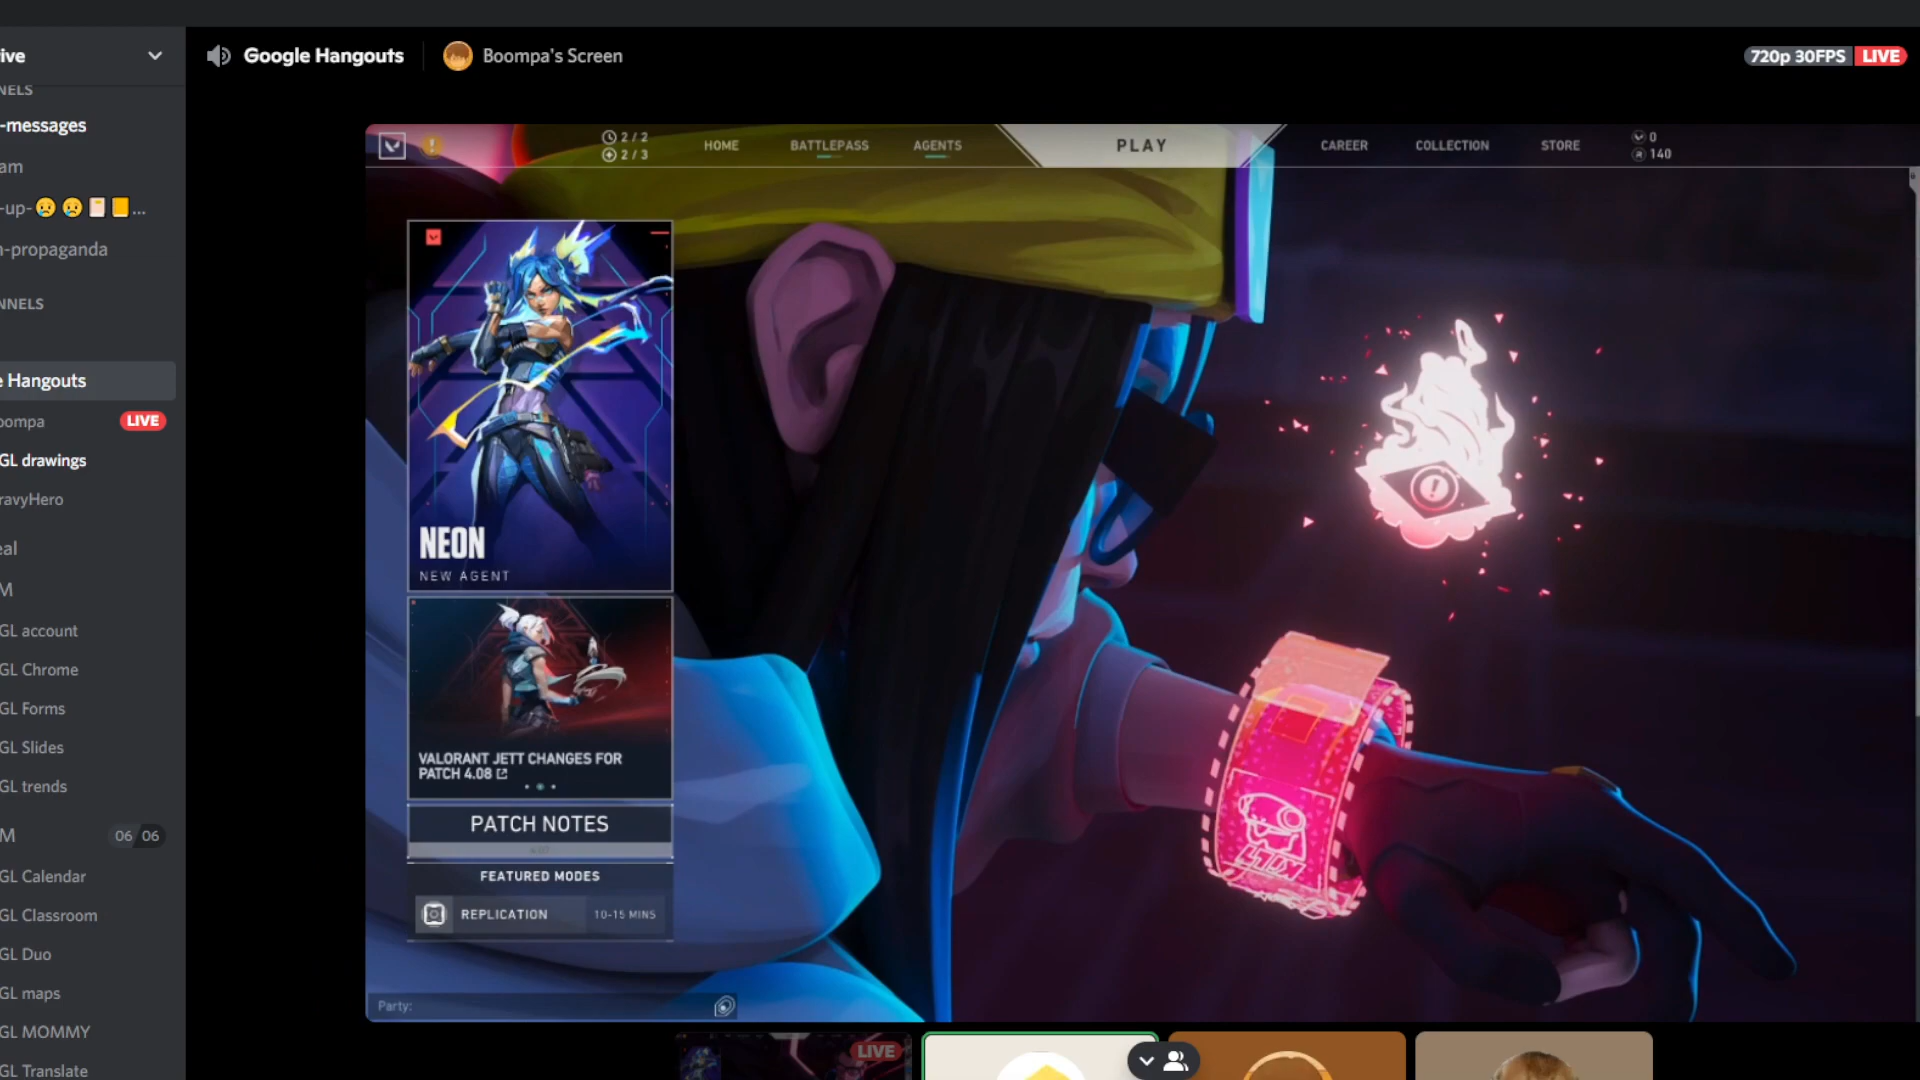 ive
Google Hangouts
Boompa's Screen
720p 30FPS
LIVE
NELS
-messages
am
-up-😥😥
...
-propaganda
NNELS
e Hangouts
oompa
LIVE
GL drawings
ravyHero
eal
M
GL account
GL Chrome
GL Forms
GL Slides
GL trends
M
06 06
GL Calendar
GL Classroom
GL Duo
GL maps
GL MOMMY
GL Translate
2 / 2
2 / 3
HOME
BATTLEPASS
AGENTS
PLAY
CAREER
COLLECTION
STORE
0
140
NEON
NEW AGENT
VALORANT JETT CHANGES FOR
PATCH 4.08
PATCH NOTES
FEATURED MODES
REPLICATION
10-15 MINS
Party:
LIVE